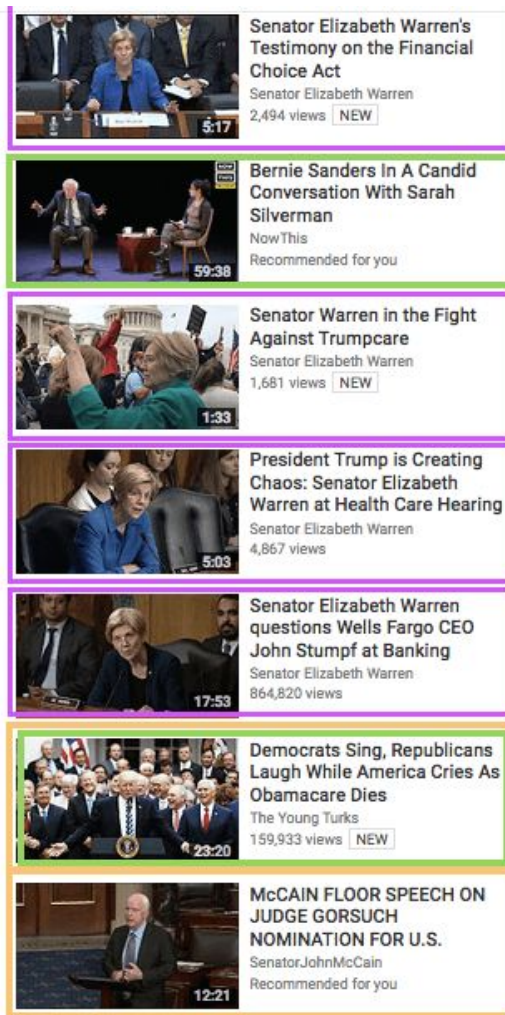 Senator Elizabeth Warren's
Testimony on the Financial
Choice Act
Senator Elizabeth Warren
2,494 views NEW
5:17
Bernie Sanders In A Candid
Conversation With Sarah
Silverman
NowThis
Recommended for you
NOW
THIS
59:38
Senator Warren in the Fight
Against Trumpcare
Senator Elizabeth Warren
1,681 views NEW
1:33
President Trump is Creating
Chaos: Senator Elizabeth
Warren at Health Care Hearing
Senator Elizabeth Warren
4,867 views
5:03
Senator Elizabeth Warren
questions Wells Fargo CEO
John Stumpf at Banking
Senator Elizabeth Warren
864,820 views
17:53
Democrats Sing, Republicans
Laugh While America Cries As
Obamacare Dies
The Young Turks
159,933 views NEW
23:20
McCAIN FLOOR SPEECH ON
JUDGE GORSUCH
NOMINATION FOR U.S.
SenatorJohnMcCain
Recommended for you
12:21